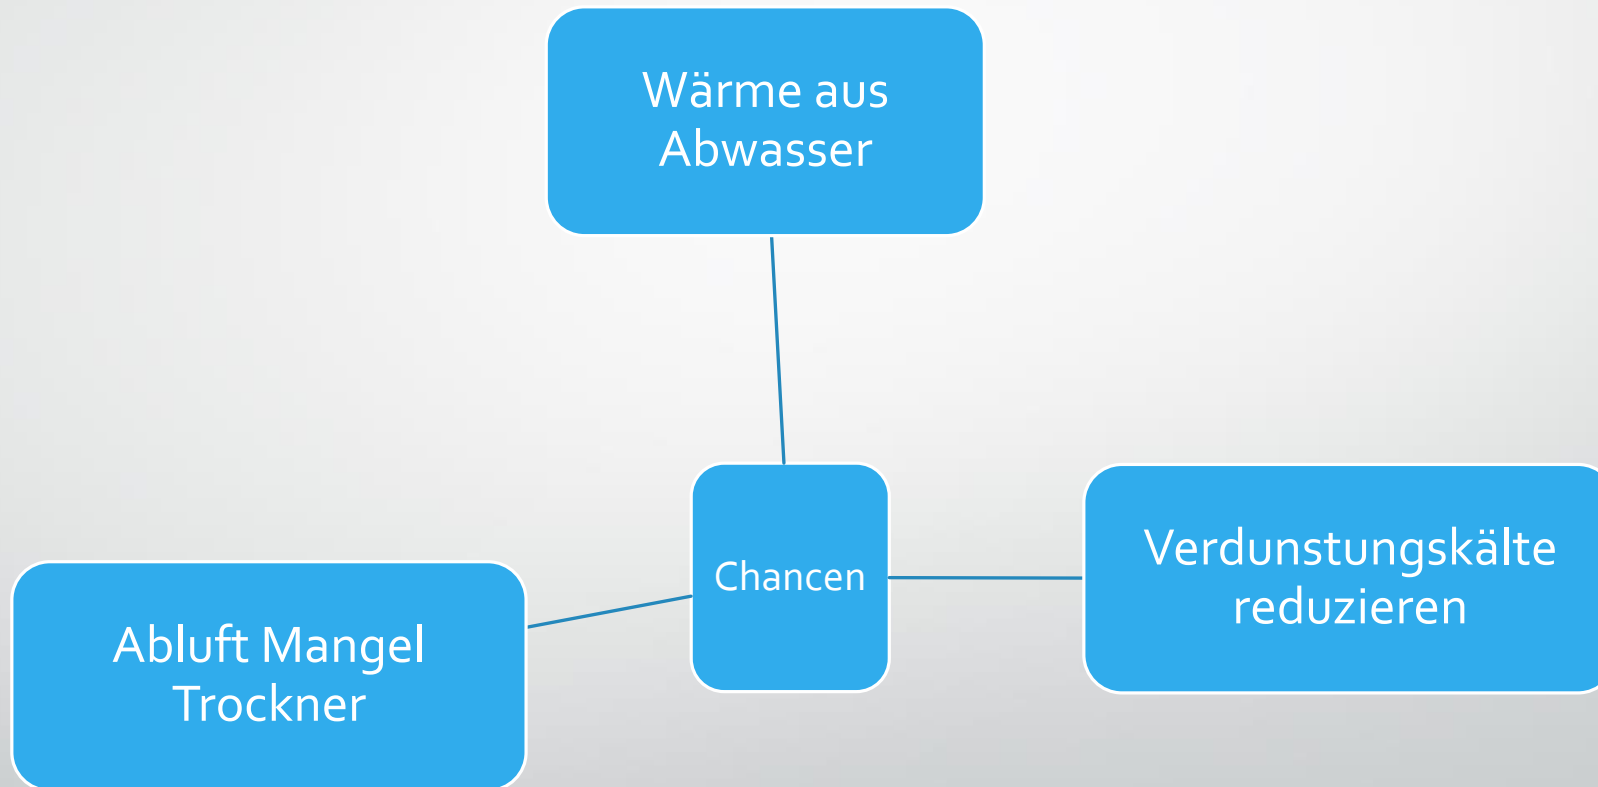 Wärme aus
Abwasser
Chancen
Verdunstungskälte
reduzieren
Abluft Mangel
Trockner